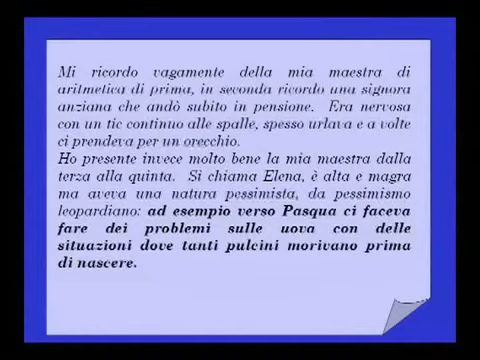 Mi ricordo vagamente della mia maestra di
aritmetica di prima, in seconda ricordo una signora
anziana che andò subito in pensione. Era nervosa
con un tic continuo alle spalle, spesso urlava e a volte
ci prendeva per un orecchio.
Ho presente invece molto bene la mia maestra dalla
terza alla quinta. Si chiama Elena, è alta e magra
ma aveva una natura pessimista, da pessimismo
leopardiano: ad esempio verso Pasqua ci faceva
fare dei problemi sulle uova con delle
situazioni dove tanti pulcini morivano prima
di nascere.